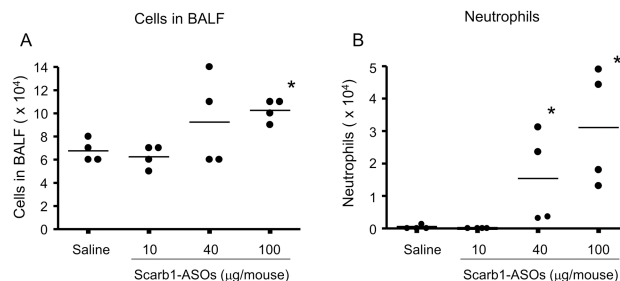 Cells in BALF
A
Cells in BALF ( x 10⁴)
14
12
10
8
6
4
2
0
*
Saline
10
40
100
Scarb1-ASOs (μg/mouse)
Neutrophils
B
Neutrophils ( x 10⁴)
5
4
3
2
1
0
*
*
Saline
10
40
100
Scarb1-ASOs (μg/mouse)